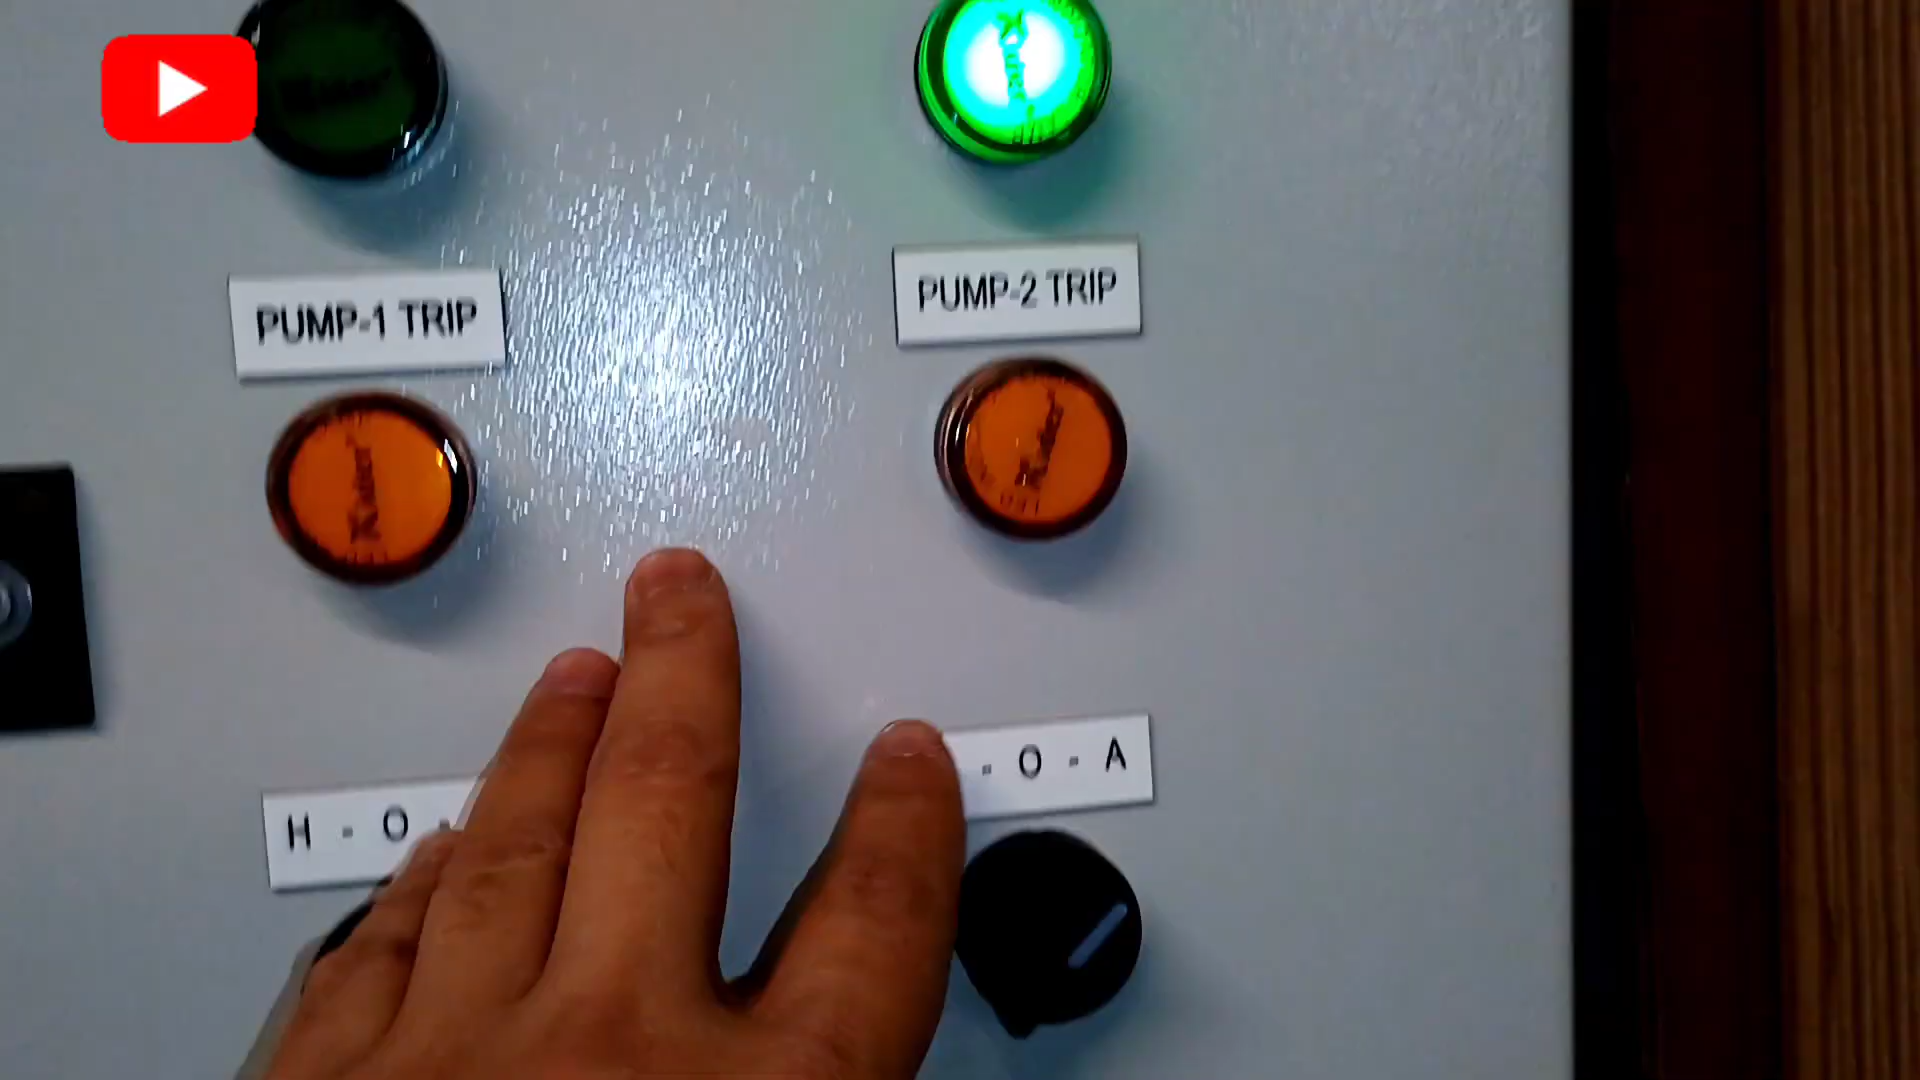 PUMP-1 TRIP
PUMP-2 TRIP
H - O -
- O - A